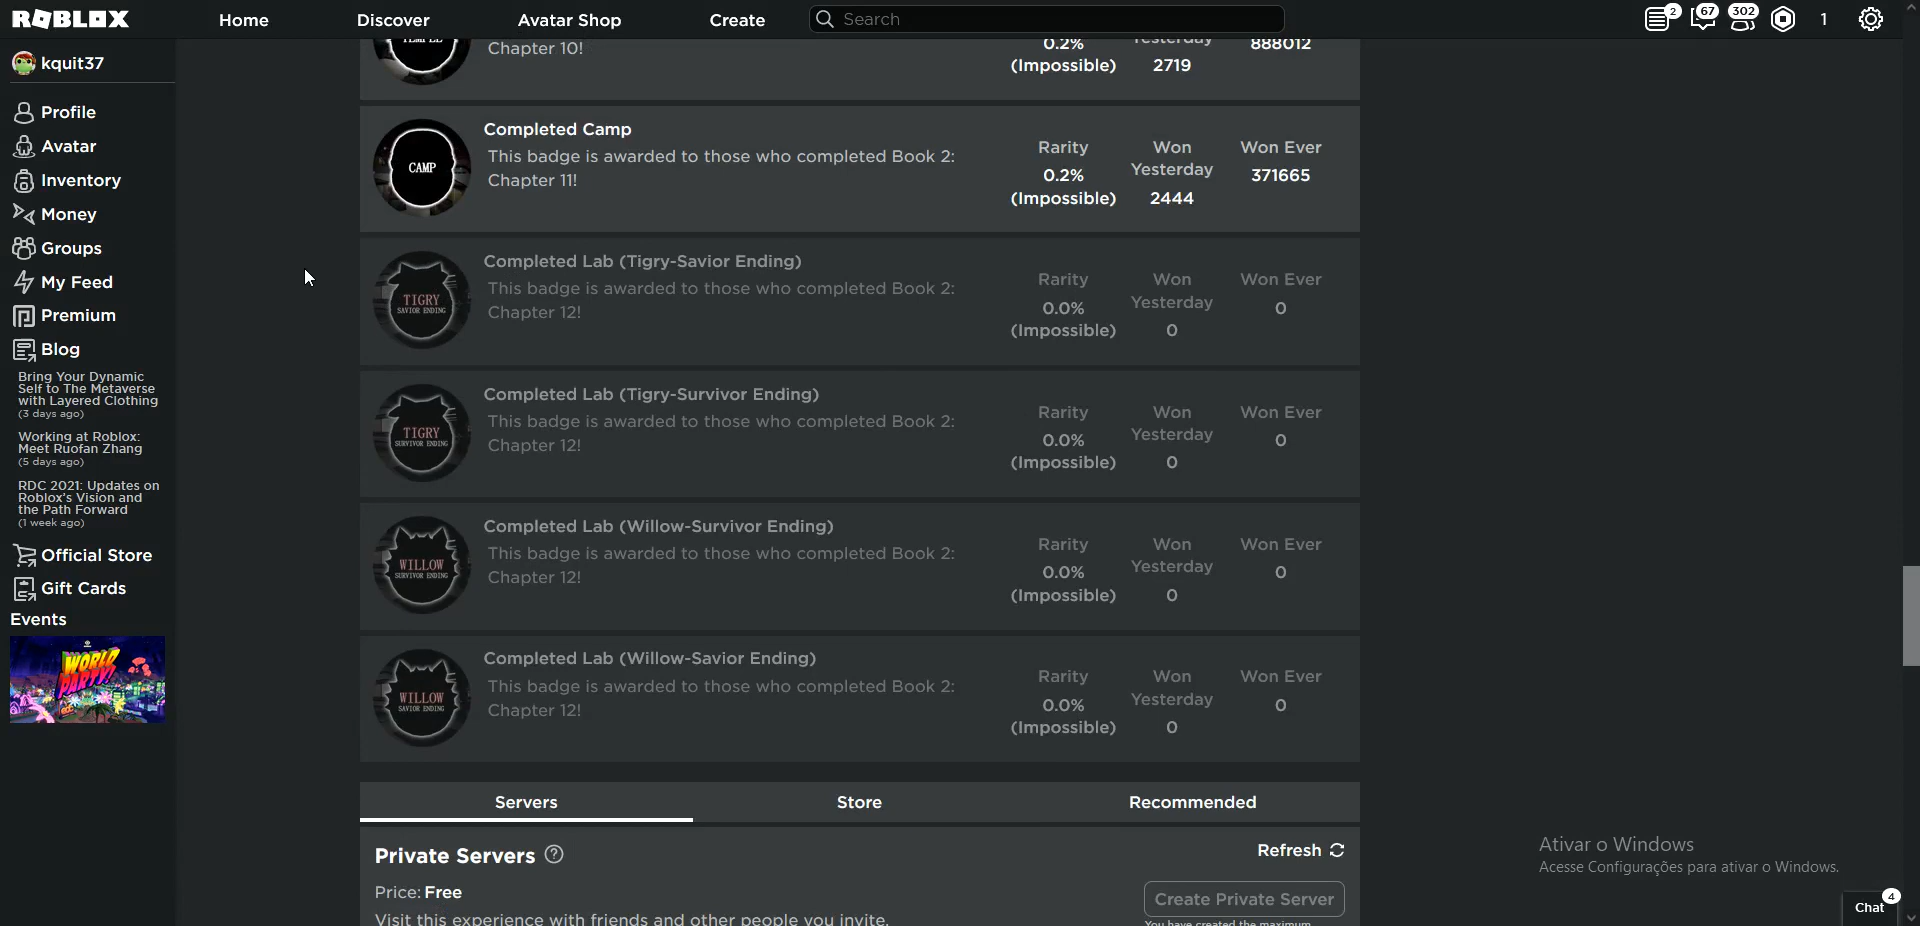 ROBLOX
Home
Discover
Avatar Shop
Create
Search
2
67
302
1
kquit37
Profile
Avatar
Inventory
Money
Groups
My Feed
Premium
Blog
Bring Your Dynamic
Self to The Metaverse
with Layered Clothing
(3 days ago)
Working at Roblox:
Meet Ruofan Zhang
(5 days ago)
RDC 2021: Updates on
Roblox's Vision and
the Path Forward
(1 week ago)
Official Store
Gift Cards
Events
WORLD
PARTY!
TEMPLE
Chapter 10!
0.2%
(Impossible)
Yesterday
2719
888012
CAMP
Completed Camp
This badge is awarded to those who completed Book 2:
Chapter 11!
Rarity
0.2%
(Impossible)
Won
Yesterday
2444
Won Ever
371665
TIGRY
SAVIOR ENDING
Completed Lab (Tigry-Savior Ending)
This badge is awarded to those who completed Book 2:
Chapter 12!
Rarity
0.0%
(Impossible)
Won
Yesterday
0
Won Ever
0
TIGRY
SURVIVOR ENDING
Completed Lab (Tigry-Survivor Ending)
This badge is awarded to those who completed Book 2:
Chapter 12!
Rarity
0.0%
(Impossible)
Won
Yesterday
0
Won Ever
0
WILLOW
SURVIVOR ENDING
Completed Lab (Willow-Survivor Ending)
This badge is awarded to those who completed Book 2:
Chapter 12!
Rarity
0.0%
(Impossible)
Won
Yesterday
0
Won Ever
0
WILLOW
SAVIOR ENDING
Completed Lab (Willow-Savior Ending)
This badge is awarded to those who completed Book 2:
Chapter 12!
Rarity
0.0%
(Impossible)
Won
Yesterday
0
Won Ever
0
Servers
Store
Recommended
Private Servers
Refresh
Price: Free
Visit this experience with friends and other people you invite.
Create Private Server
You have created the maximum
Ativar o Windows
Acesse Configurações para ativar o Windows.
Chat
4